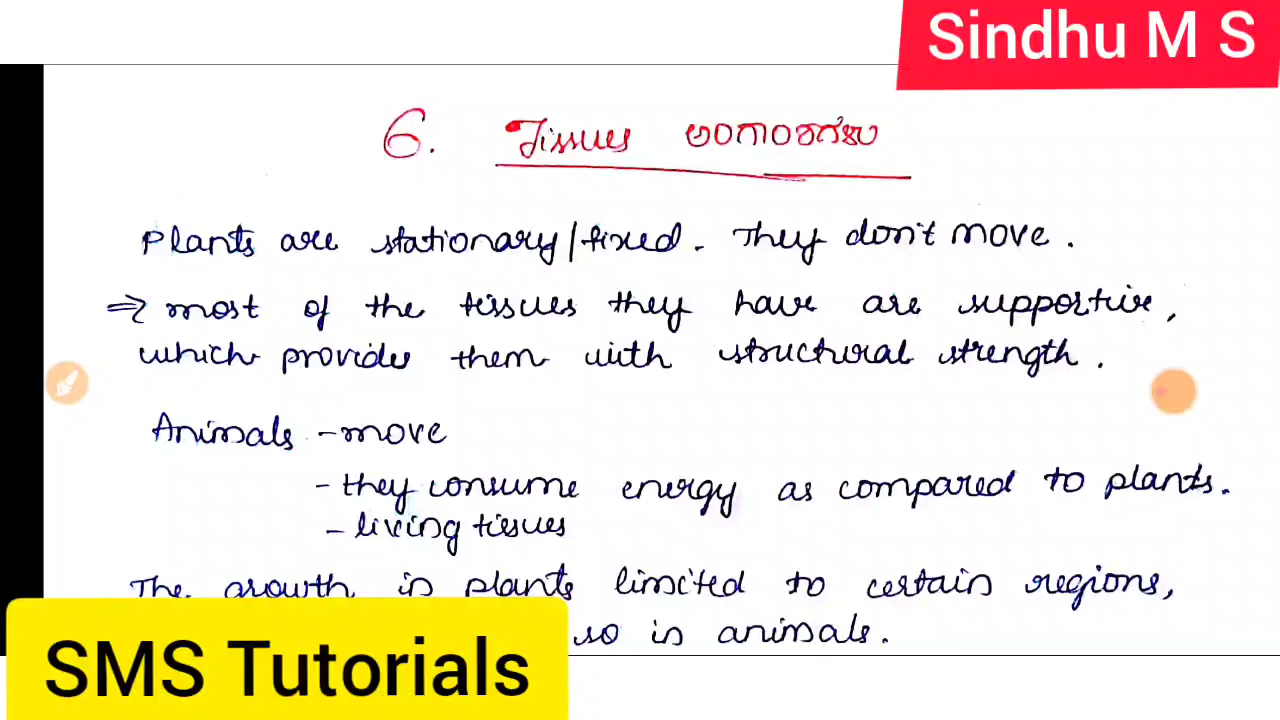 Sindhu M S
6. Tissues ಅಂಗಾಂಶಗಳು
Plants are stationary/fixed. They don't move.
⇒ most of the tissues they have are supportive,
which provide them with structural strength.
Animals - move
- they consume energy as compared to plants.
- living tissues
The growth in plants limited to certain regions,
so in animals.
SMS Tutorials